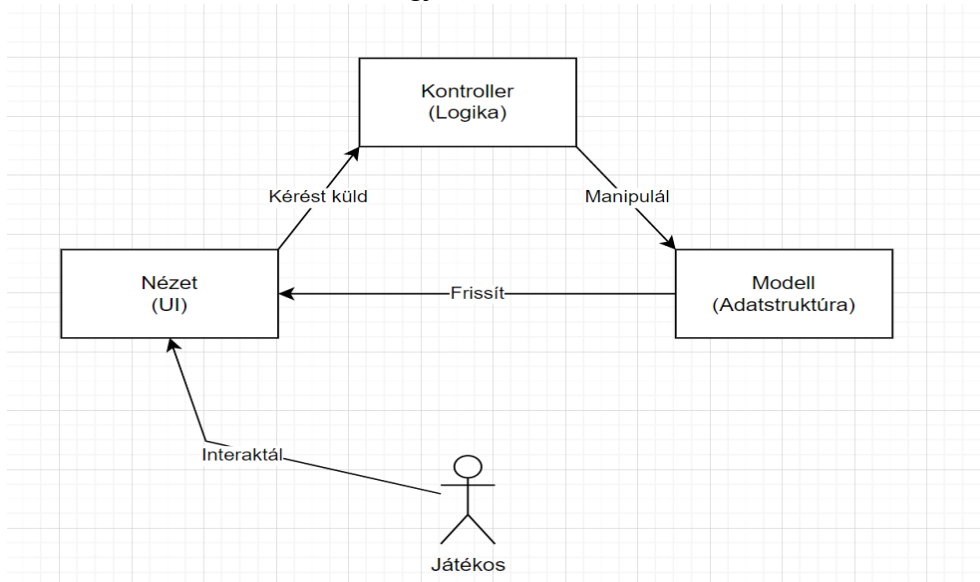 Kontroller
(Logika)
Kérést küld
Manipulál
Nézet
(UI)
Frissít
Modell
(Adatstruktúra)
Interaktál
Játékos